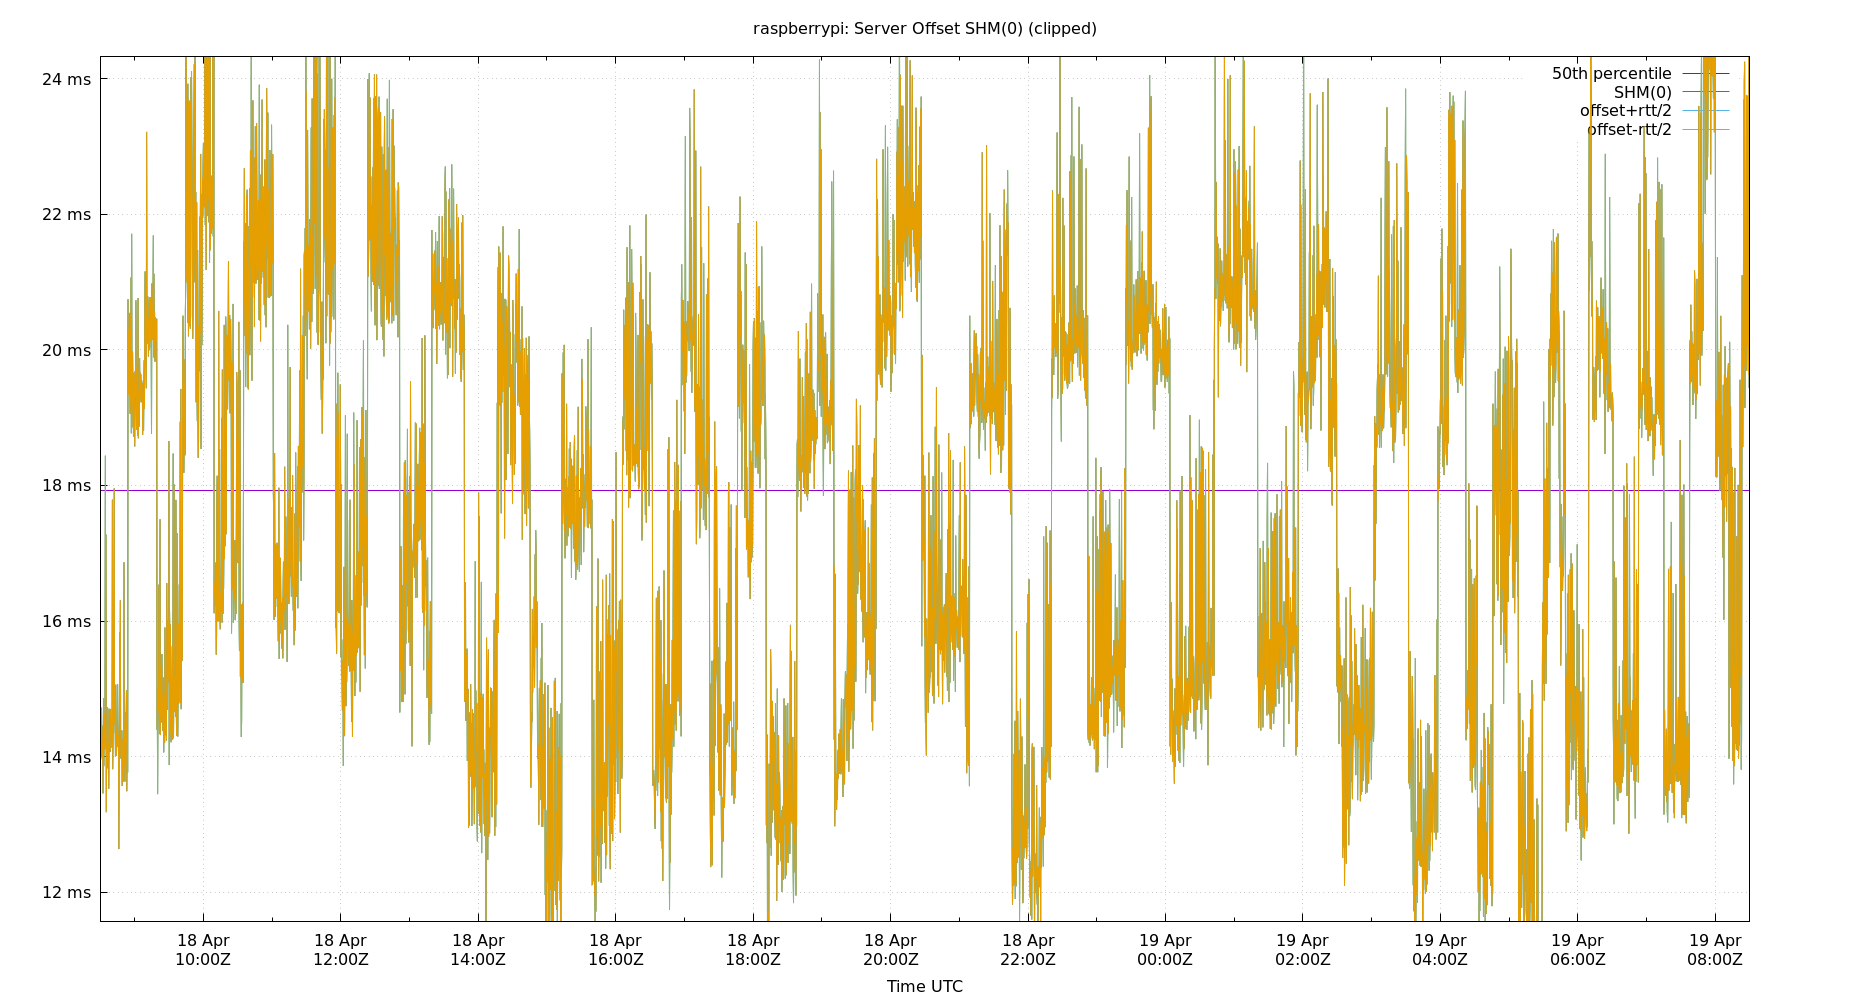 raspberrypi: Server Offset SHM(0) (clipped)
50th percentile
SHM(0)
offset+rtt/2
offset-rtt/2
24 ms
22 ms
20 ms
18 ms
16 ms
14 ms
12 ms
18 Apr 18 Apr 18 Apr 18 Apr 18 Apr 18 Apr 18 Apr 19 Apr 19 Apr 19 Apr 19 Apr 19 Apr
10:00Z 12:00Z 14:00Z 16:00Z 18:00Z 20:00Z 22:00Z 00:00Z 02:00Z 04:00Z 06:00Z 08:00Z
Time UTC